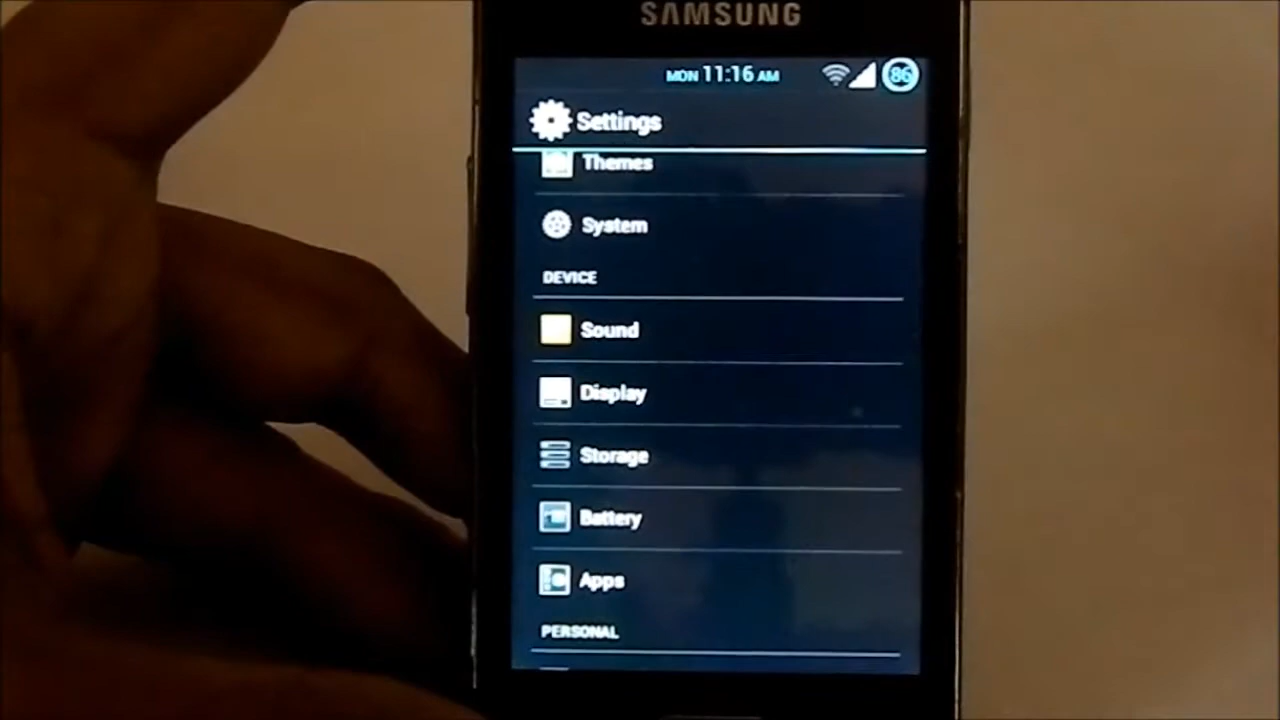 SAMSUNG
MON 11:16 AM 86
Settings
Themes
System
DEVICE
Sound
Display
Storage
Battery
Apps
PERSONAL